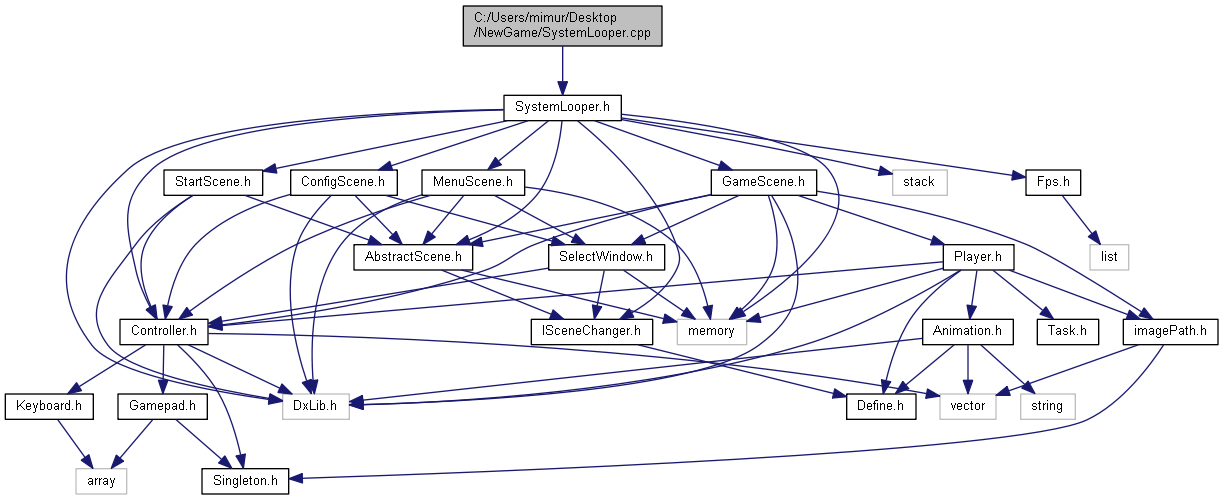 C:/Users/mimur/Desktop
/NewGame/SystemLooper.cpp
SystemLooper.h
StartScene.h
ConfigScene.h
MenuScene.h
GameScene.h
stack
Fps.h
AbstractScene.h
SelectWindow.h
Player.h
list
Controller.h
ISceneChanger.h
memory
Animation.h
Task.h
imagePath.h
Keyboard.h
Gamepad.h
DxLib.h
Define.h
vector
string
array
Singleton.h